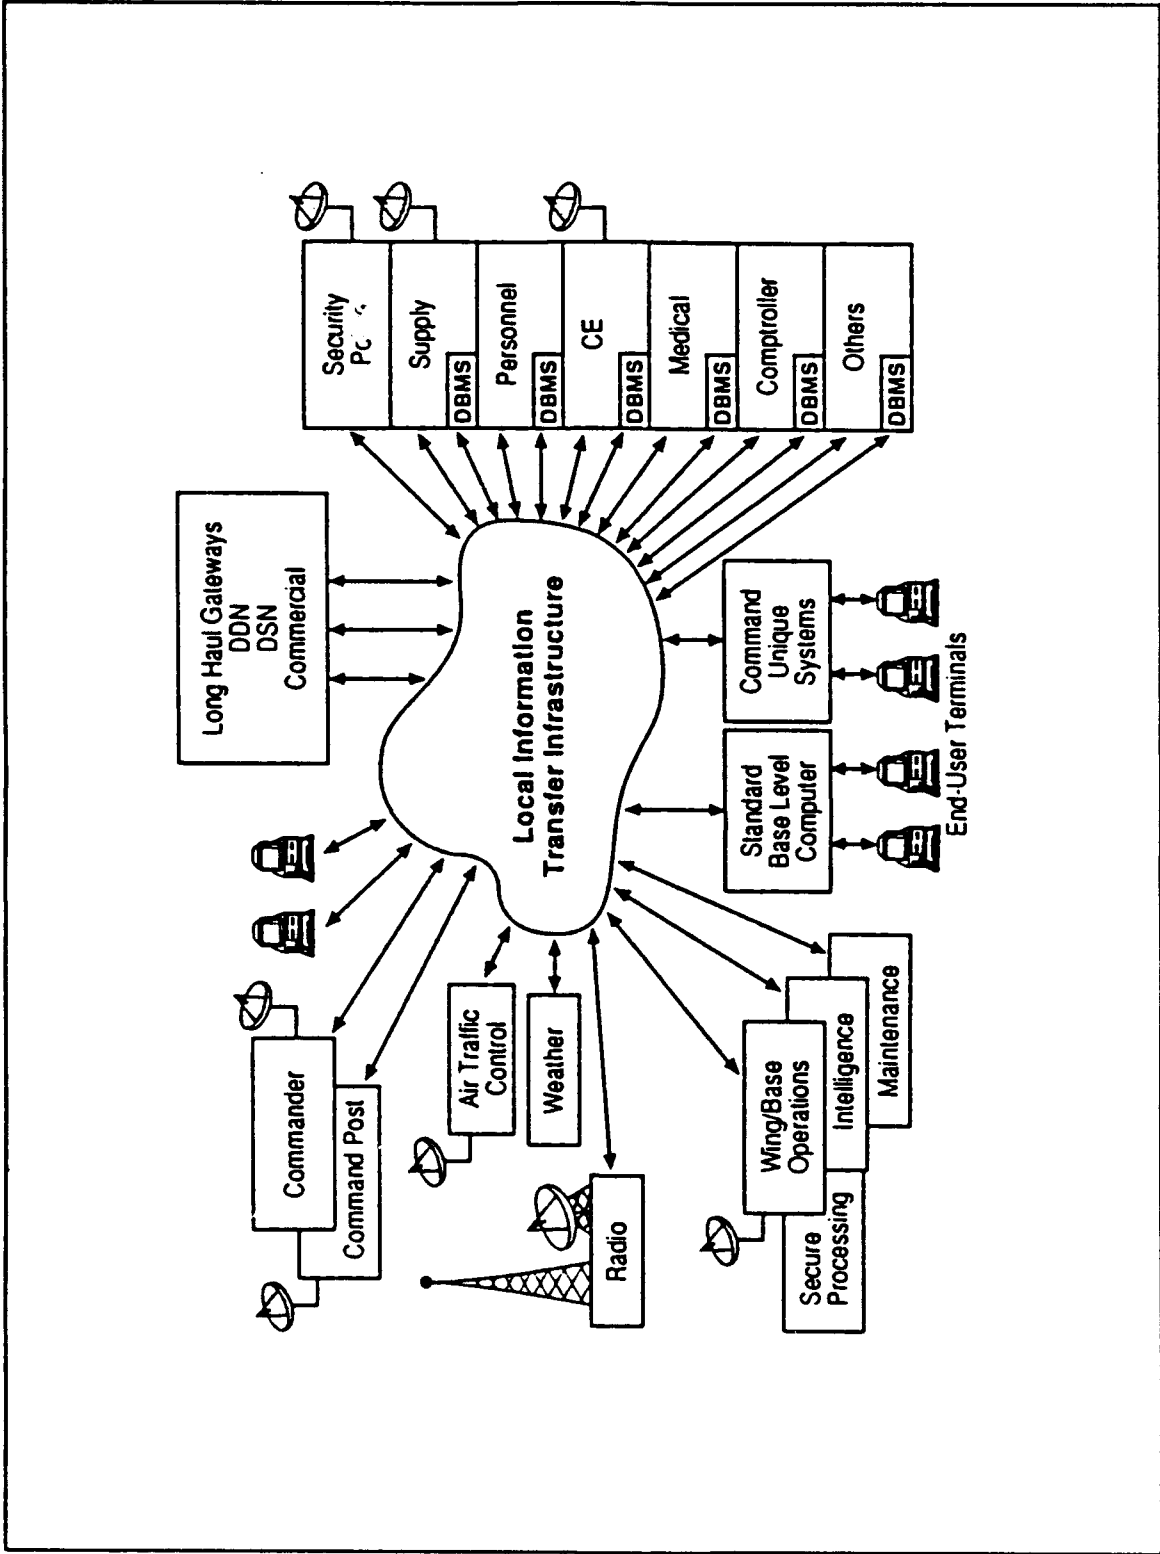 Commander
Command Post
Long Haul Gateways
DDN
DSN
Commercial
Security
Supply
DBMS
Personnel
DBMS
CE
DBMS
Medical
DBMS
Comptroller
DBMS
Others
DBMS
Air Traffic
Control
Weather
Radio
Local Information
Transfer Infrastructure
Wing/Base
Operations
Secure
Processing
Intelligence
Maintenance
Standard
Base Level
Computer
Command
Unique
Systems
End-User Terminals